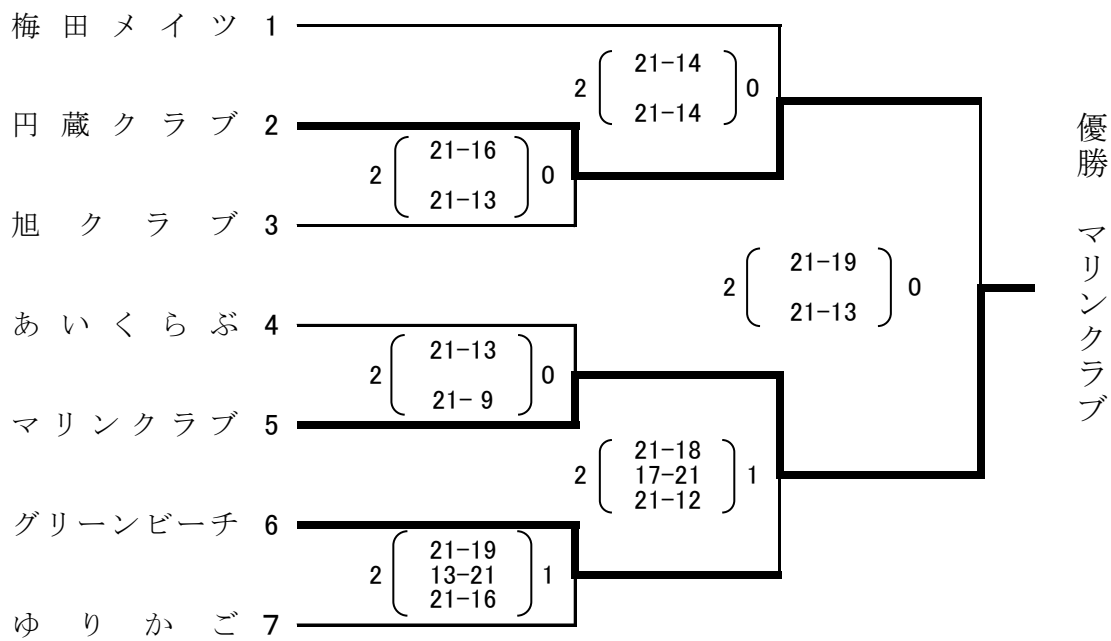 梅田メイツ 1
2 21-14 0
21-14
円蔵クラブ 2
2 21-16 0
21-13
旭クラブ 3
2 21-19 0
21-13
あいくらぶ 4
2 21-13 0
21- 9
マリンクラブ 5
2 21-18 1
17-21
21-12
グリーンビーチ 6
2 21-19 1
13-21
21-16
ゆりかご 7
優勝 マリンクラブ